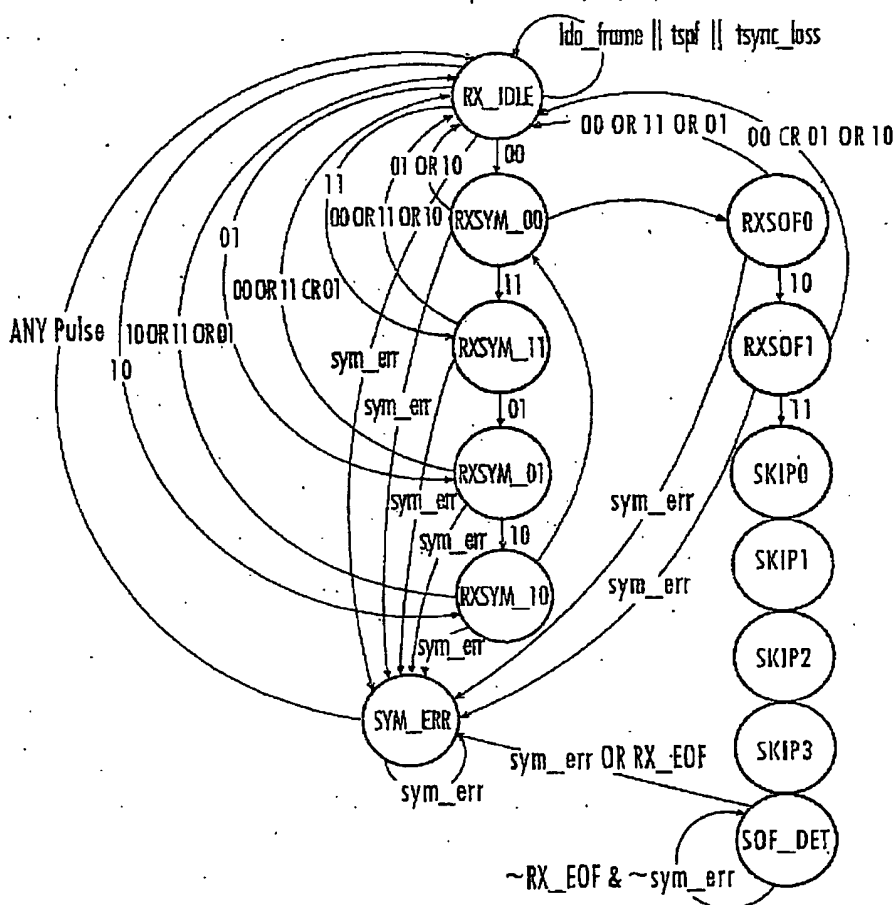 ldo_frame || tspf || tsync_loss
RX_IDLE
00 OR 11 OR 01
00 CR 01 OR 10
00
01 OR 10
11
00 OR 11 OR 10
RXSYM_00
RXSOF0
01
11
10
00 OR 11 CR 01
ANY Pulse
10 OR 11 OR 01
10
RXSYM_11
RXSOF1
sym_err
01
11
sym_err
RXSYM_01
SKIP0
sym_err
sym_err
sym_err
10
SKIP1
RXSYM_10
sym_err
sym_err
SKIP2
SYM_ERR
SKIP3
sym_err OR RX_EOF
sym_err
SOF_DET
~RX_EOF & ~sym_err